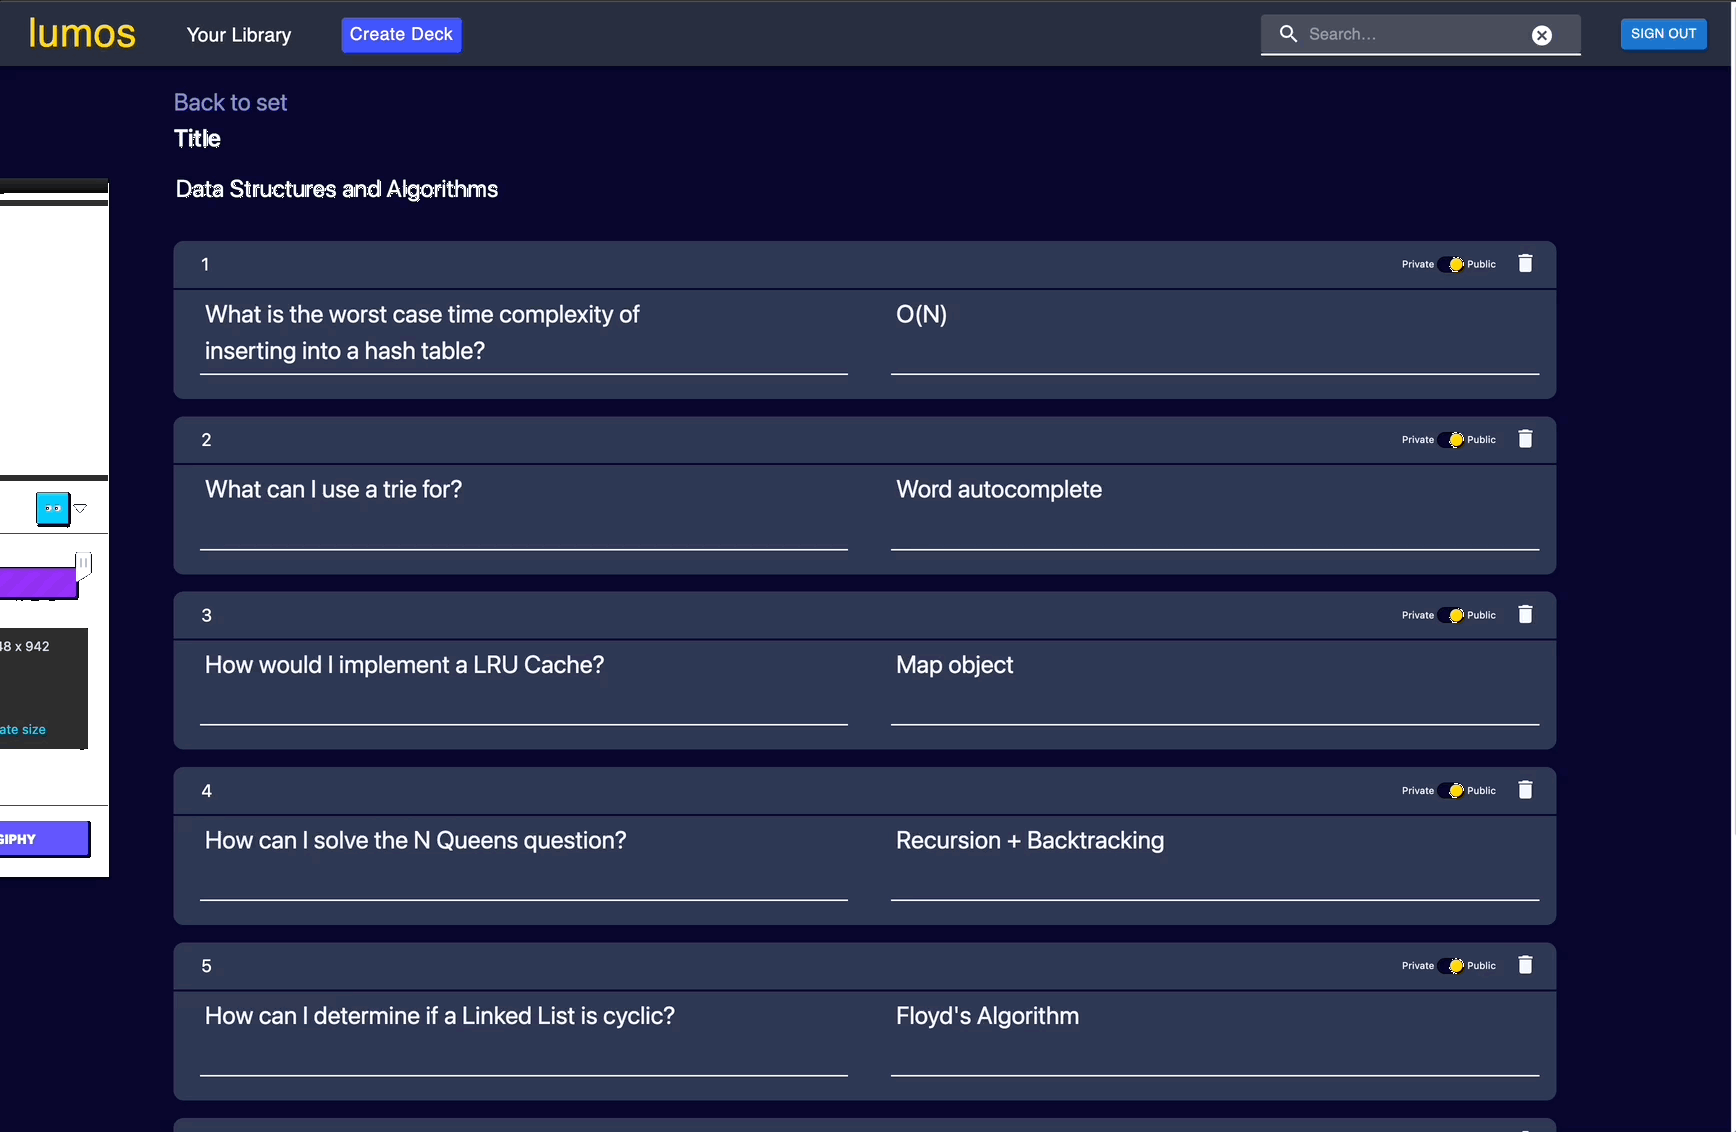 lumos
Your Library
Create Deck
Search...
SIGN OUT
Back to set
Title
Data Structures and Algorithms
1
Private
Public
What is the worst case time complexity of
inserting into a hash table?
O(N)
2
Private
Public
What can I use a trie for?
Word autocomplete
3
Private
Public
How would I implement a LRU Cache?
Map object
4
Private
Public
How can I solve the N Queens question?
Recursion + Backtracking
5
Private
Public
How can I determine if a Linked List is cyclic?
Floyd's Algorithm
48 x 942
ate size
GIPHY